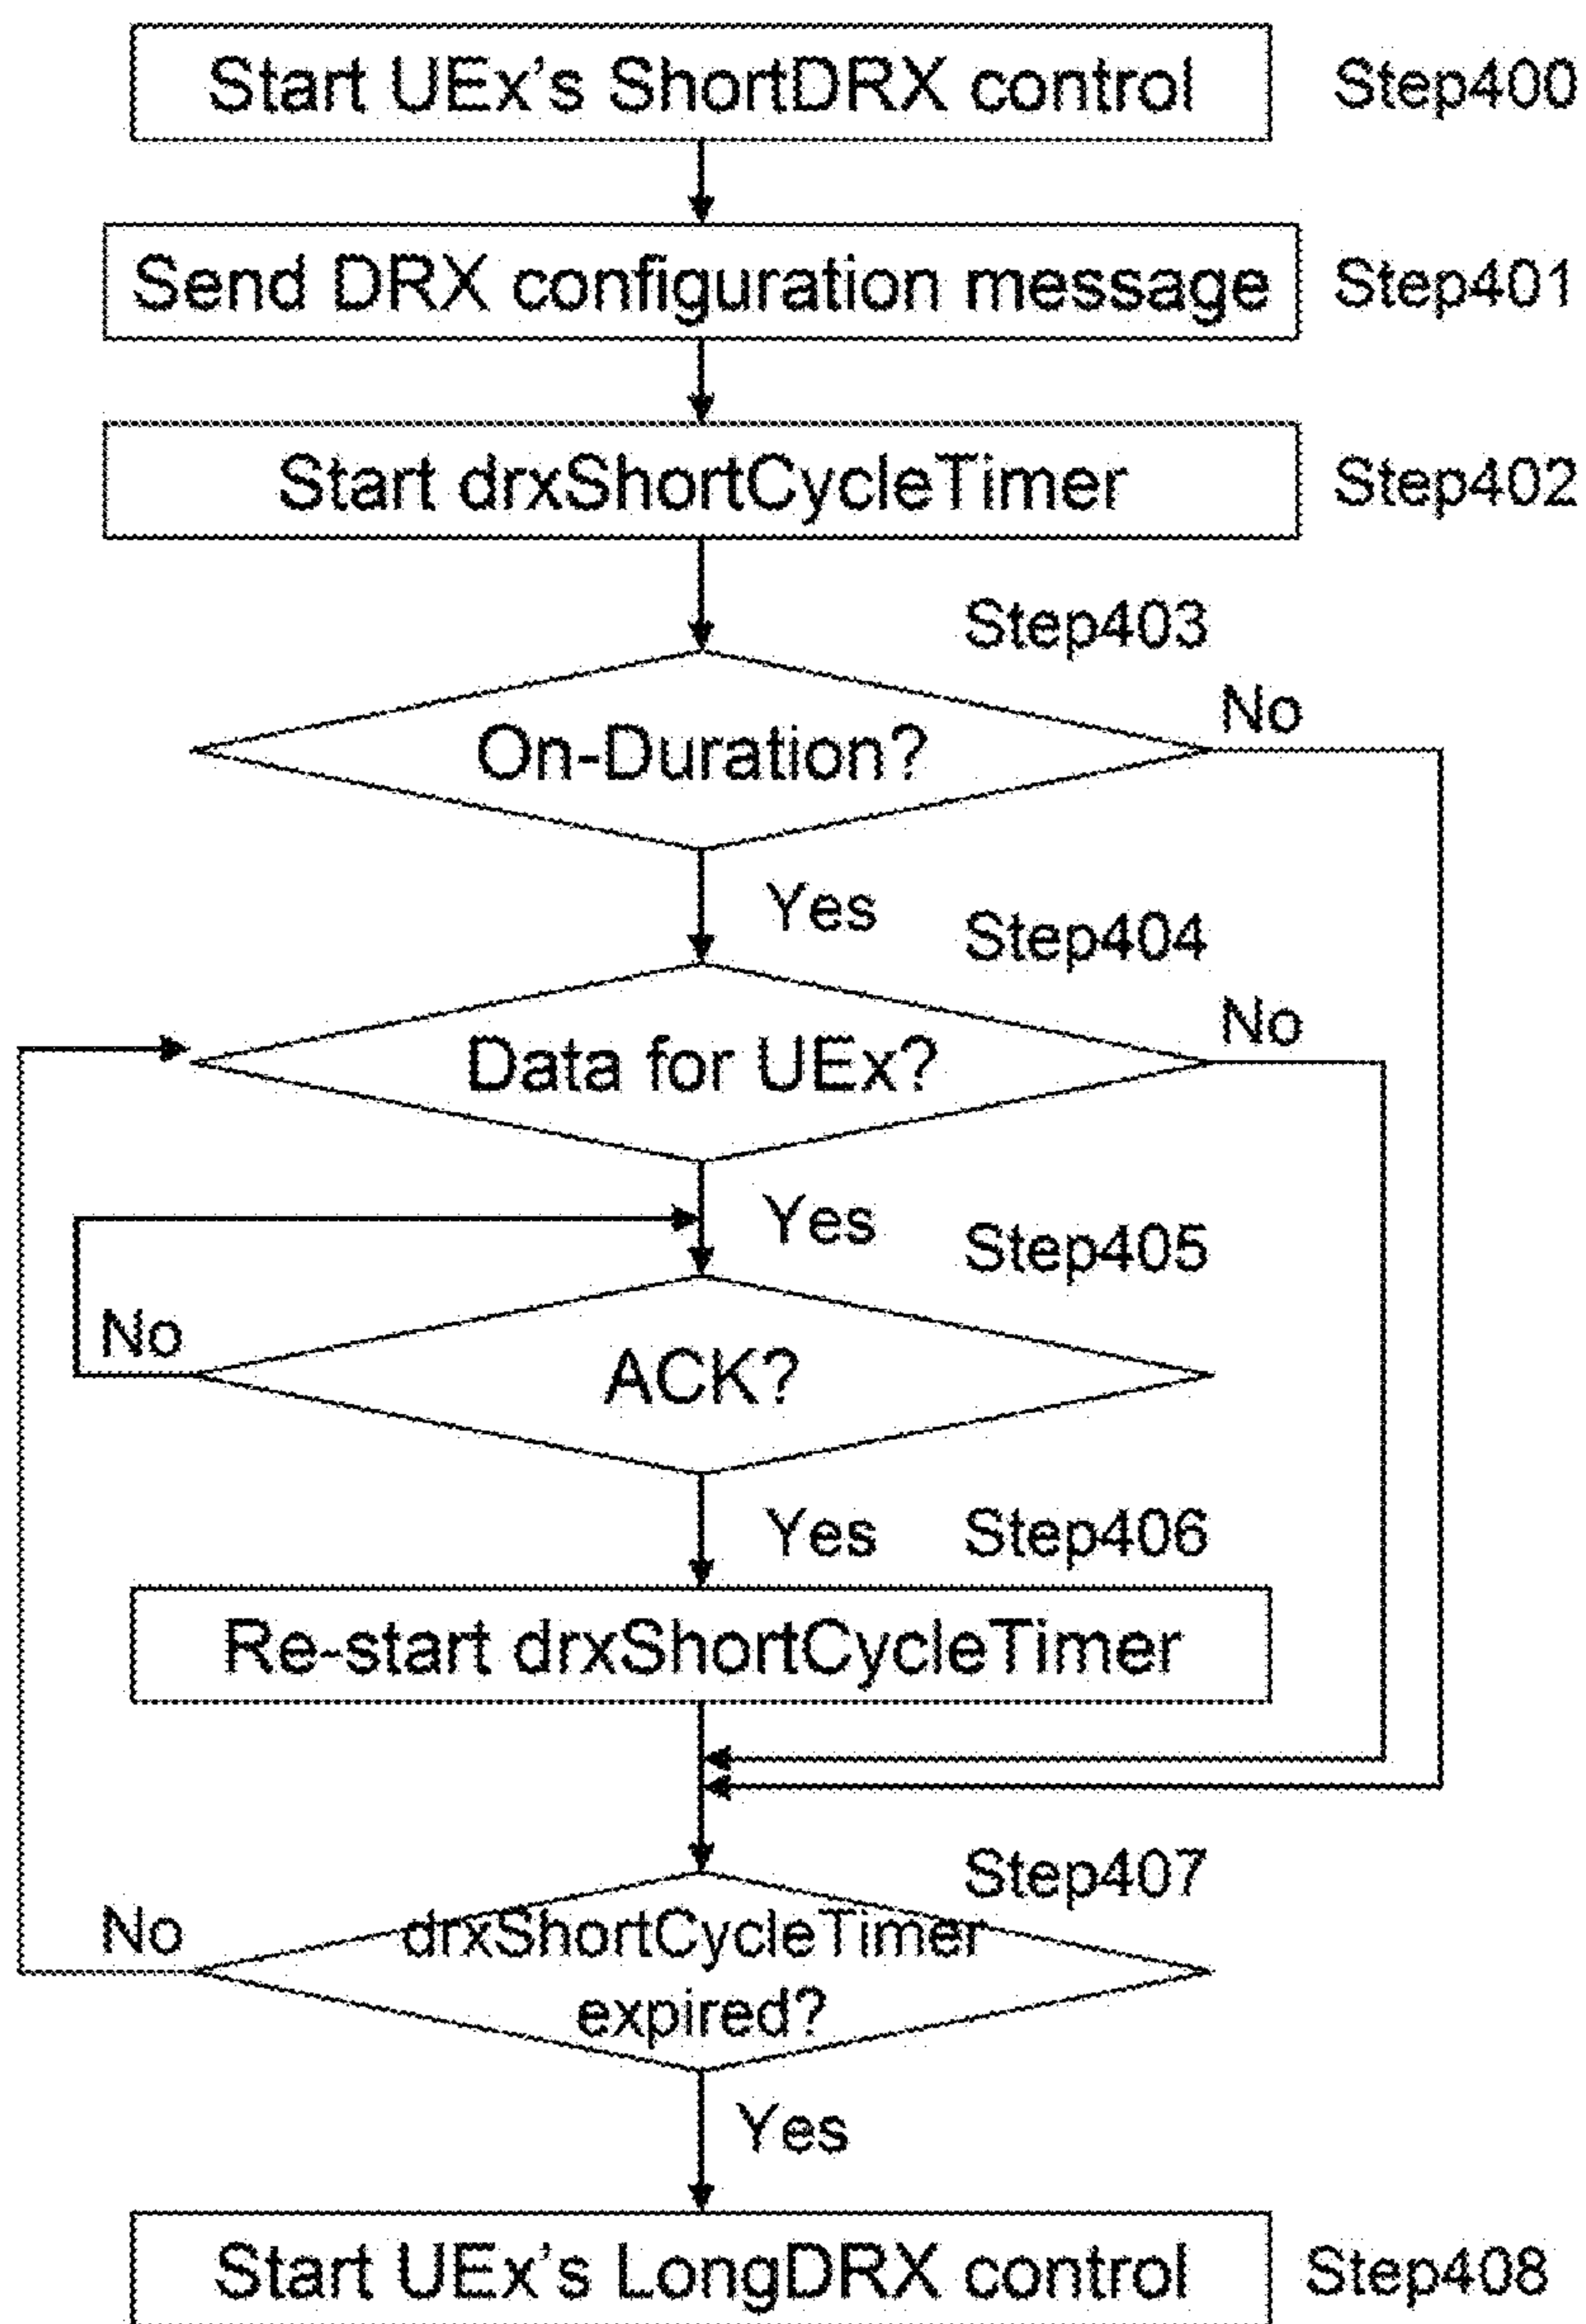 Start UEx's ShortDRX control
Step400
Send DRX configuration message
Step401
Start drxShortCycleTimer
Step402
Step403
On-Duration?
No
Yes
Step404
Data for UEx?
No
Yes
Step405
ACK?
No
Yes
Step406
Re-start drxShortCycleTimer
Step407
drxShortCycleTimer
expired?
No
Yes
Start UEx's LongDRX control
Step408